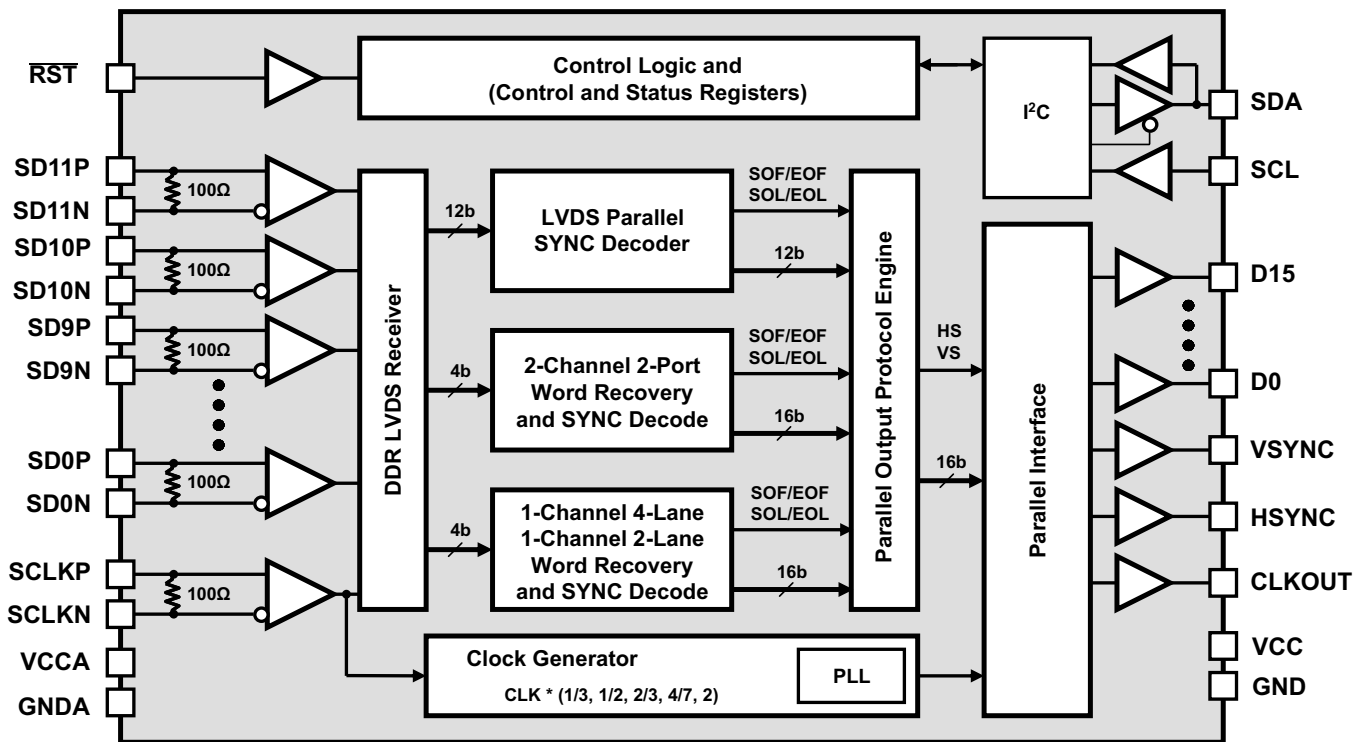 RST
SD11P
SD11N
SD10P
SD10N
SD9P
SD9N
SD0P
SD0N
SCLKP
SCLKN
VCCA
GNDA
100Ω
100Ω
100Ω
100Ω
100Ω
Control Logic and
(Control and Status Registers)
DDR LVDS Receiver
12b
4b
4b
LVDS Parallel
SYNC Decoder
2-Channel 2-Port
Word Recovery
and SYNC Decode
1-Channel 4-Lane
1-Channel 2-Lane
Word Recovery
and SYNC Decode
SOF/EOF
SOL/EOL
12b
SOF/EOF
SOL/EOL
16b
SOF/EOF
SOL/EOL
16b
Parallel Output Protocol Engine
HS
VS
16b
Clock Generator
CLK * (1/3, 1/2, 2/3, 4/7, 2)
PLL
I²C
Parallel Interface
SDA
SCL
D15
D0
VSYNC
HSYNC
CLKOUT
VCC
GND